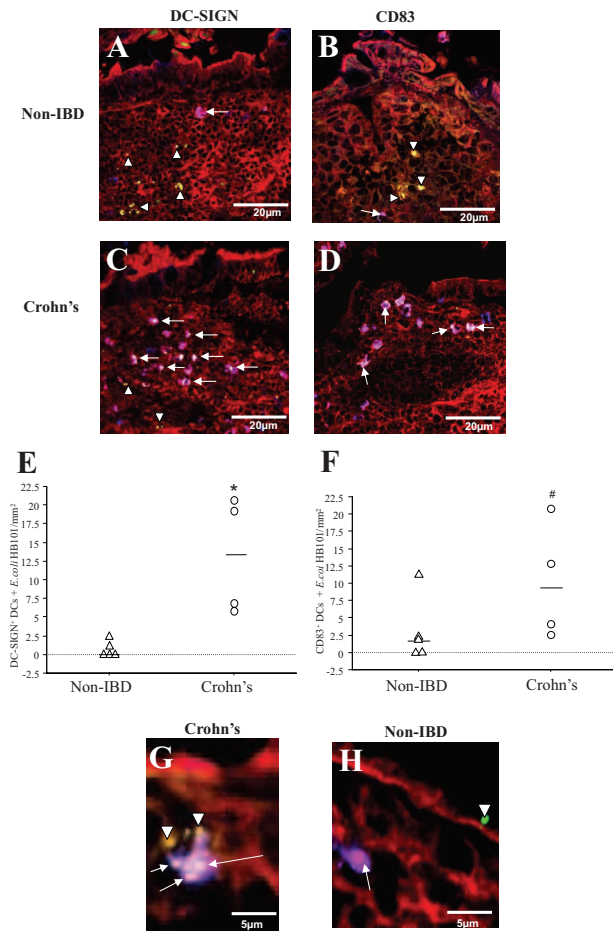 DC-SIGN CD83
Non-IBD
A B
20µm 20µm
Crohn's
C D
20µm 20µm
E
DC-SIGN⁺ DCs + E.coli HB101/mm²
22.5
20
17.5
15
12.5
10
7.5
5
2.5
0
-2.5
*
Non-IBD Crohn's
F
CD83⁺ DCs + E.col HB101/mm²
22.5
20
17.5
15
12.5
10
7.5
5
2.5
0
-2.5
#
Non-IBD Crohn's
Crohn's Non-IBD
G H
5µm 5µm